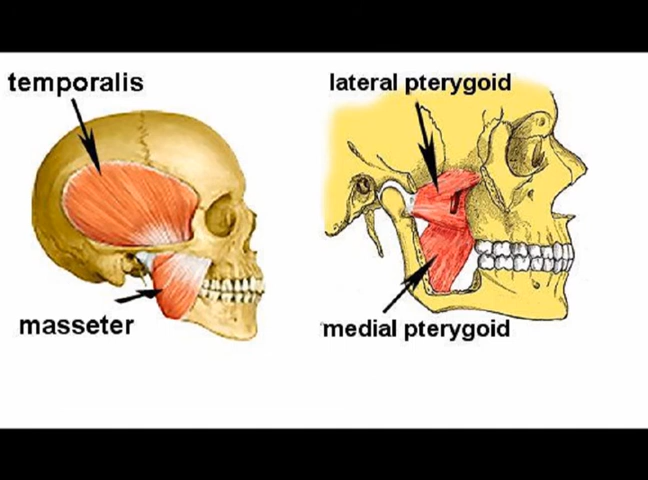 temporalis
lateral pterygoid
masseter
medial pterygoid